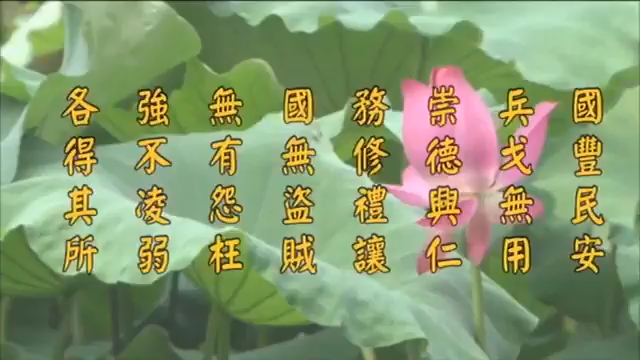 國豐民安
兵戈無用
崇德興仁
務修禮讓
國無盜賊
無有怨枉
強不凌弱
各得其所